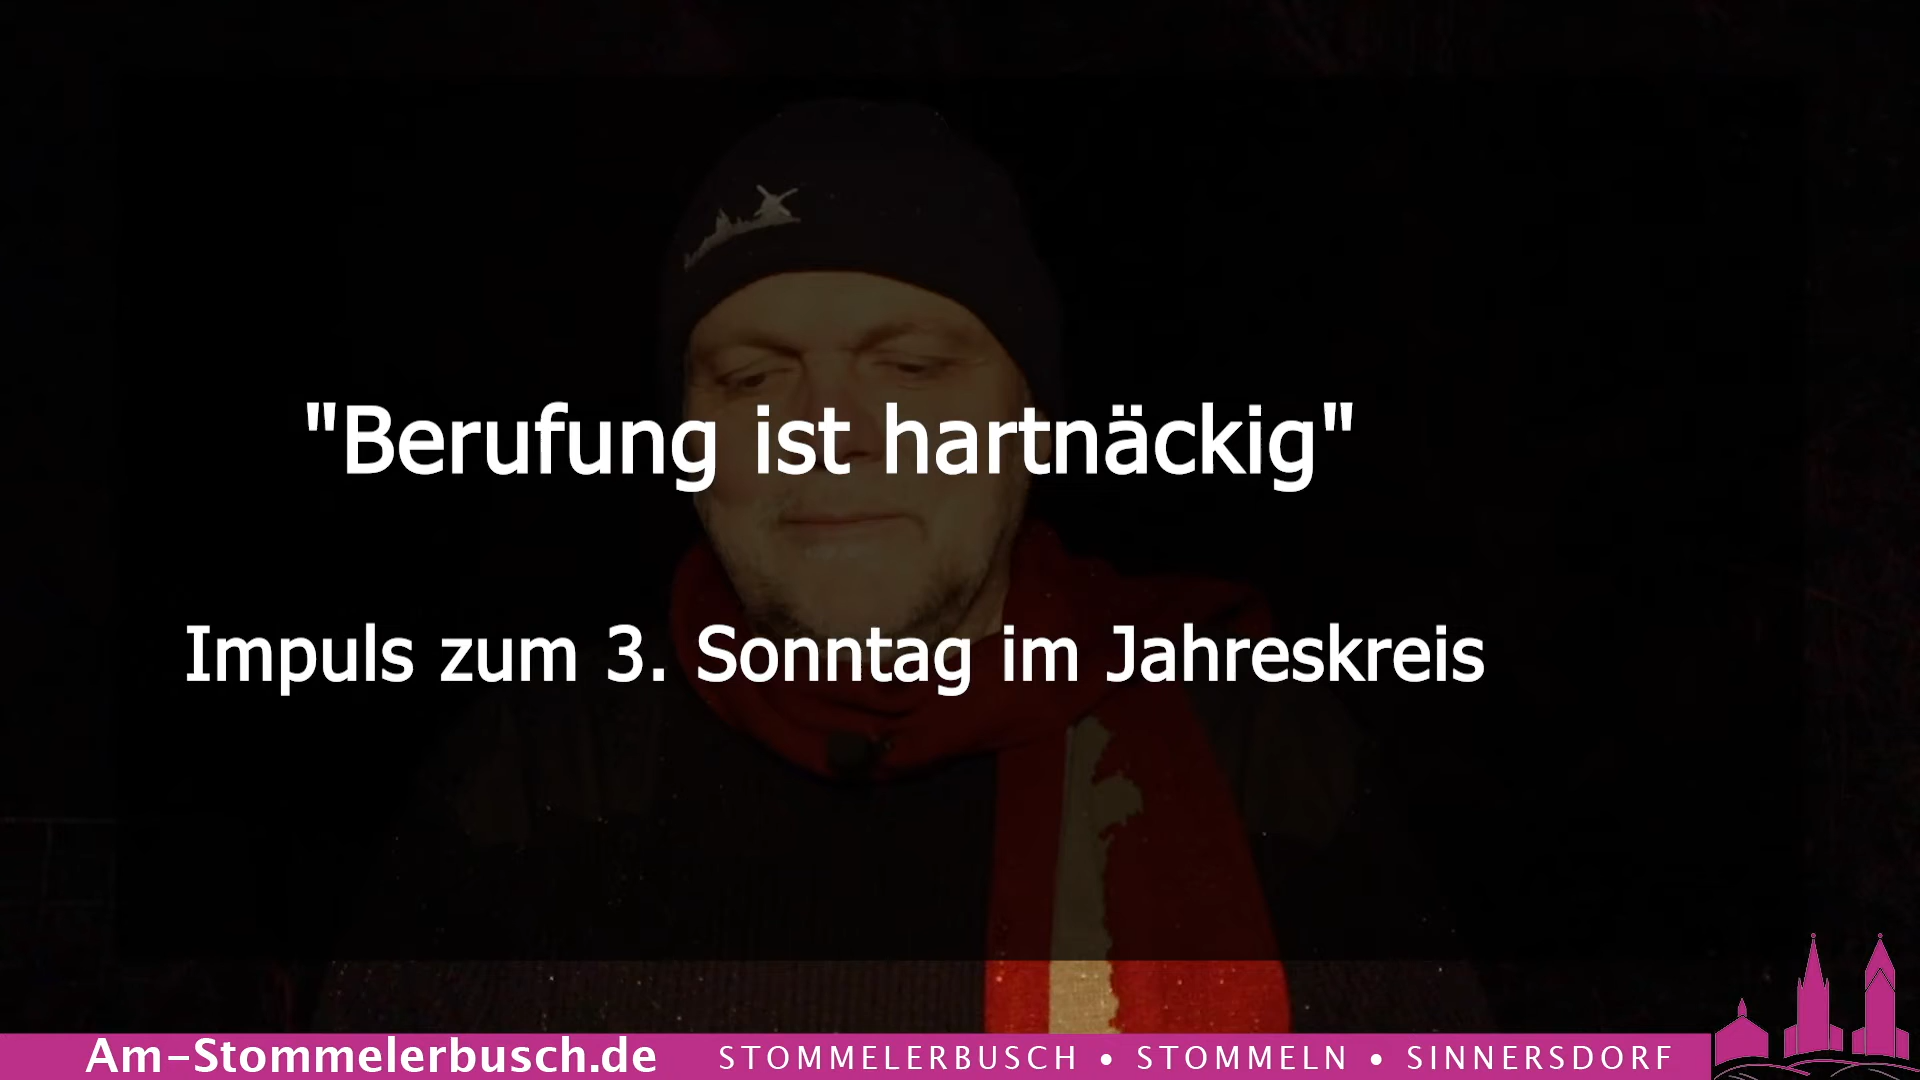 "Berufung ist hartnäckig"
Impuls zum 3. Sonntag im Jahreskreis
Am-Stommelerbusch.de STOMMELERBUSCH • STOMMELN • SINNERSDORF